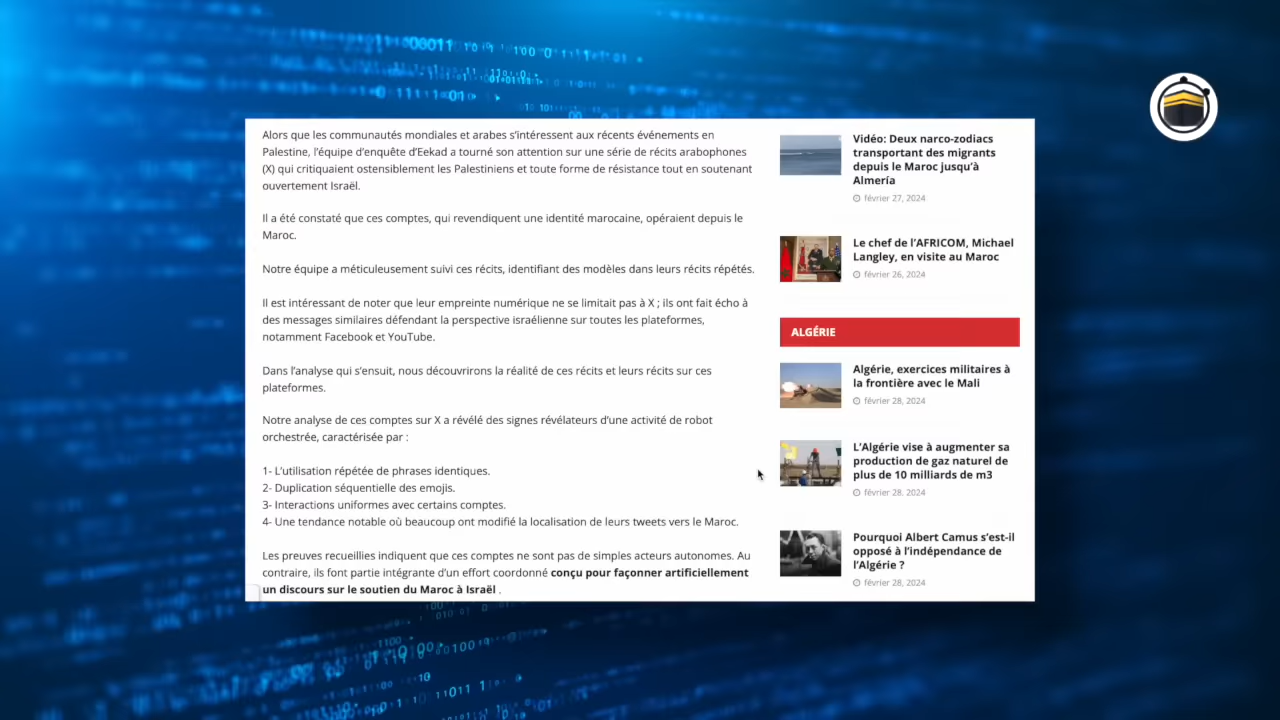 Alors que les communautés mondiales et arabes s'intéressent aux récents événements en
Palestine, l'équipe d'enquête d'Eekad a tourné son attention sur une série de récits arabophones
(X) qui critiquaient ostensiblement les Palestiniens et toute forme de résistance tout en soutenant
ouvertement Israël.
Il a été constaté que ces comptes, qui revendiquent une identité marocaine, opéraient depuis le
Maroc.
Notre équipe a méticuleusement suivi ces récits, identifiant des modèles dans leurs récits répétés.
Il est intéressant de noter que leur empreinte numérique ne se limitait pas à X ; ils ont fait écho à
des messages similaires défendant la perspective israélienne sur toutes les plateformes,
notamment Facebook et YouTube.
Dans l'analyse qui s'ensuit, nous découvrirons la réalité de ces récits et leurs récits sur ces
plateformes.
Notre analyse de ces comptes sur X a révélé des signes révélateurs d'une activité de robot
orchestrée, caractérisée par :
1- L'utilisation répétée de phrases identiques.
2- Duplication séquentielle des emojis.
3- Interactions uniformes avec certains comptes.
4- Une tendance notable où beaucoup ont modifié la localisation de leurs tweets vers le Maroc.
Les preuves recueillies indiquent que ces comptes ne sont pas de simples acteurs autonomes. Au
contraire, ils font partie intégrante d'un effort coordonné conçu pour façonner artificiellement
un discours sur le soutien du Maroc à Israël .
Vidéo: Deux narco-zodiacs
transportant des migrants
depuis le Maroc jusqu'à
Almería
février 27, 2024
Le chef de l'AFRICOM, Michael
Langley, en visite au Maroc
février 26, 2024
ALGÉRIE
Algérie, exercices militaires à
la frontière avec le Mali
février 28, 2024
L'Algérie vise à augmenter sa
production de gaz naturel de
plus de 10 milliards de m3
février 28, 2024
Pourquoi Albert Camus s'est-il
opposé à l'indépendance de
l'Algérie ?
février 28, 2024